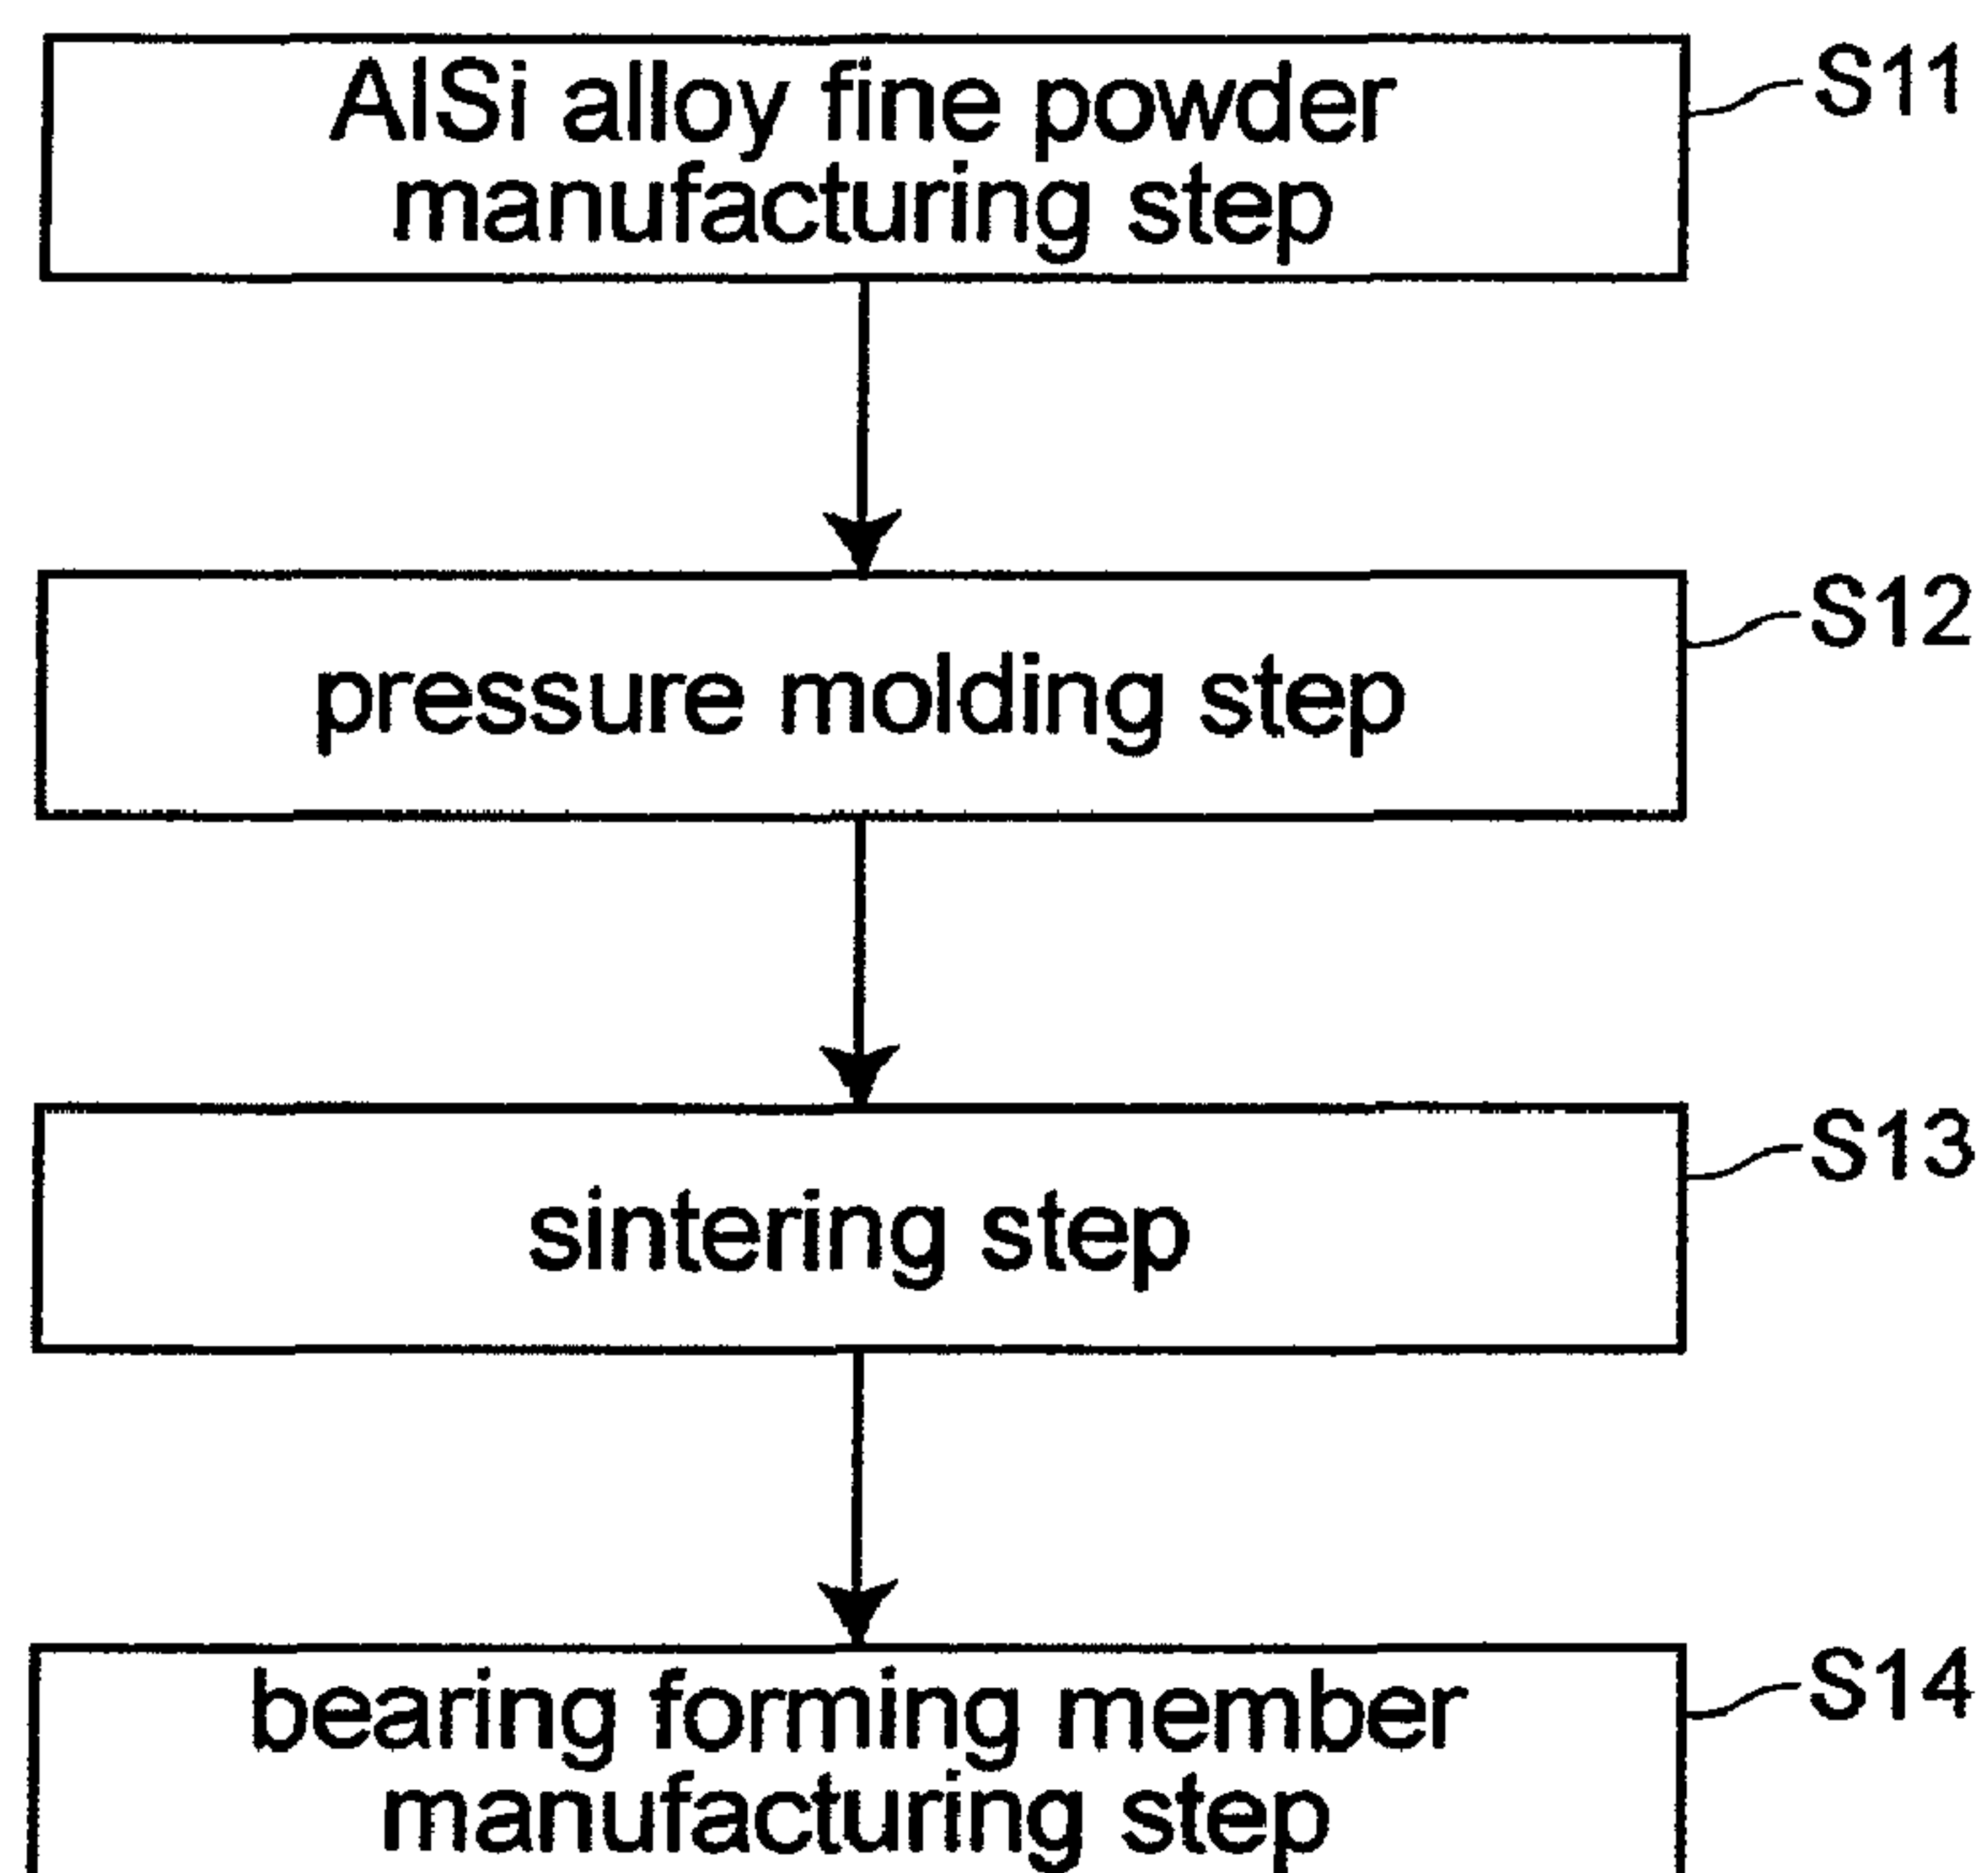 AlSi alloy fine powder
manufacturing step
S11
pressure molding step
S12
sintering step
S13
bearing forming member
manufacturing step
S14